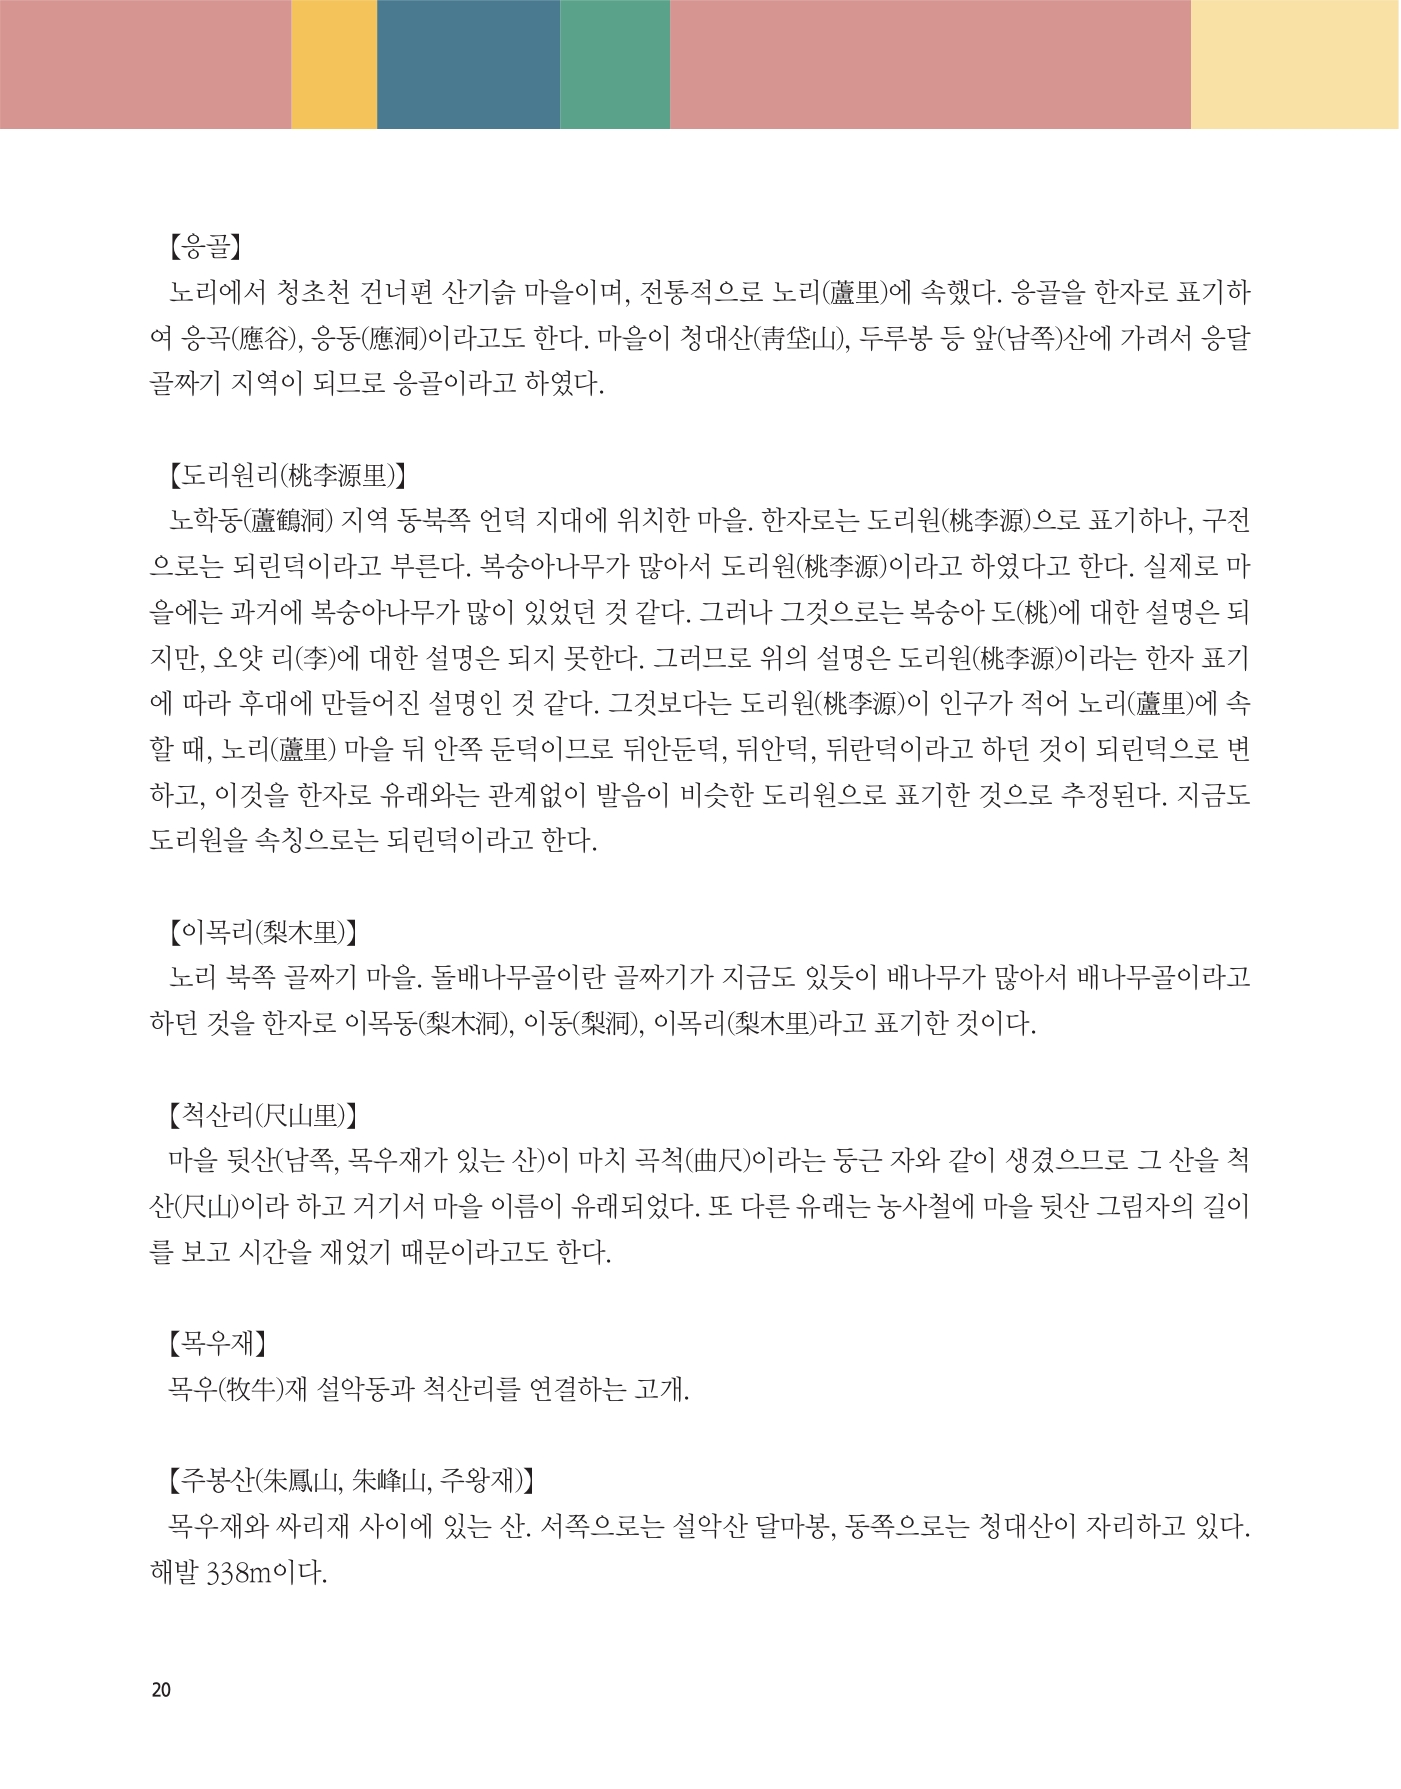 【응골】
노리에서 청초천 건너편 산기슭 마을이며, 전통적으로 노리(蘆里)에 속했다. 응골을 한자로 표기하
여 응곡(應谷), 응동(應洞)이라고도 한다. 마을이 청대산(靑垈山), 두루봉 등 앞(남쪽)산에 가려서 응달
골짜기 지역이 되므로 응골이라고 하였다.
【도리원리(桃李源里)】
노학동(蘆鶴洞) 지역 동북쪽 언덕 지대에 위치한 마을. 한자로는 도리원(桃李源)으로 표기하나, 구전
으로는 되린덕이라고 부른다. 복숭아나무가 많아서 도리원(桃李源)이라고 하였다고 한다. 실제로 마
을에는 과거에 복숭아나무가 많이 있었던 것 같다. 그러나 그것으로는 복숭아 도(桃)에 대한 설명은 되
지만, 오얏 리(李)에 대한 설명은 되지 못한다. 그러므로 위의 설명은 도리원(桃李源)이라는 한자 표기
에 따라 후대에 만들어진 설명인 것 같다. 그것보다는 도리원(桃李源)이 인구가 적어 노리(蘆里)에 속
할 때, 노리(蘆里) 마을 뒤 안쪽 둔덕이므로 뒤안둔덕, 뒤안덕, 뒤란덕이라고 하던 것이 되린덕으로 변
하고, 이것을 한자로 유래와는 관계없이 발음이 비슷한 도리원으로 표기한 것으로 추정된다. 지금도
도리원을 속칭으로는 되린덕이라고 한다.
【이목리(梨木里)】
노리 북쪽 골짜기 마을. 돌배나무골이란 골짜기가 지금도 있듯이 배나무가 많아서 배나무골이라고
하던 것을 한자로 이목동(梨木洞), 이동(梨洞), 이목리(梨木里)라고 표기한 것이다.
【척산리(尺山里)】
마을 뒷산(남쪽, 목우재가 있는 산)이 마치 곡척(曲尺)이라는 둥근 자와 같이 생겼으므로 그 산을 척
산(尺山)이라 하고 거기서 마을 이름이 유래되었다. 또 다른 유래는 농사철에 마을 뒷산 그림자의 길이
를 보고 시간을 재었기 때문이라고도 한다.
【목우재】
목우(牧牛)재 설악동과 척산리를 연결하는 고개.
【주봉산(朱鳳山, 朱峰山, 주왕재)】
목우재와 싸리재 사이에 있는 산. 서쪽으로는 설악산 달마봉, 동쪽으로는 청대산이 자리하고 있다.
해발 338m이다.
20